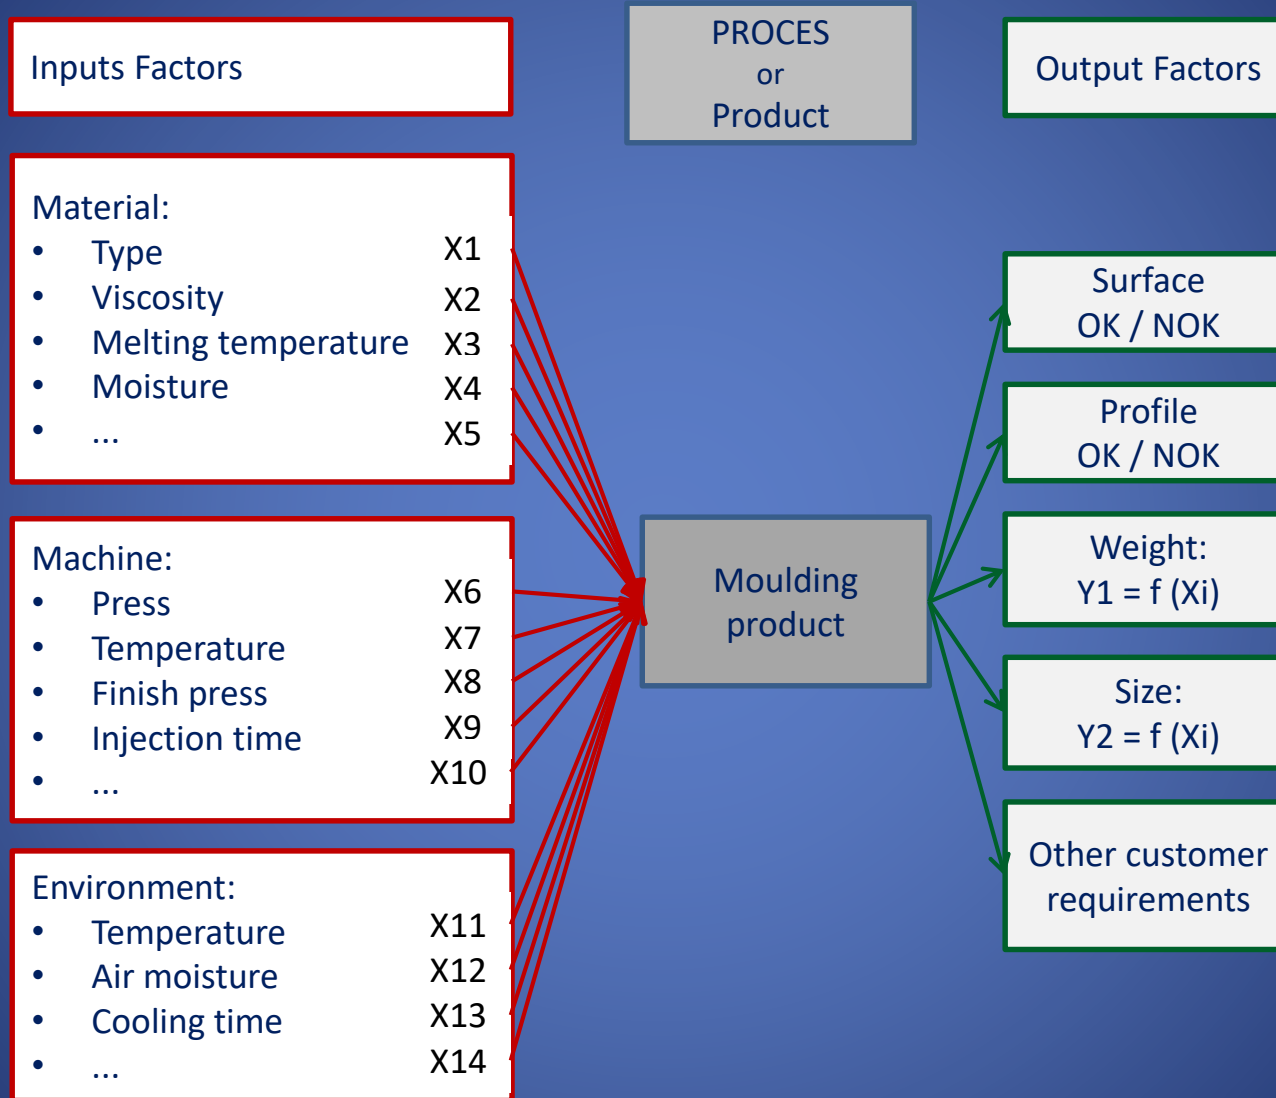 Inputs Factors
PROCES
or
Product
Output Factors
Material:
• Type X1
• Viscosity X2
• Melting temperature X3
• Moisture X4
• ... X5
Machine:
• Press X6
• Temperature X7
• Finish press X8
• Injection time X9
• ... X10
Environment:
• Temperature X11
• Air moisture X12
• Cooling time X13
• ... X14
Moulding
product
Surface
OK / NOK
Profile
OK / NOK
Weight:
Y1 = f (Xi)
Size:
Y2 = f (Xi)
Other customer
requirements